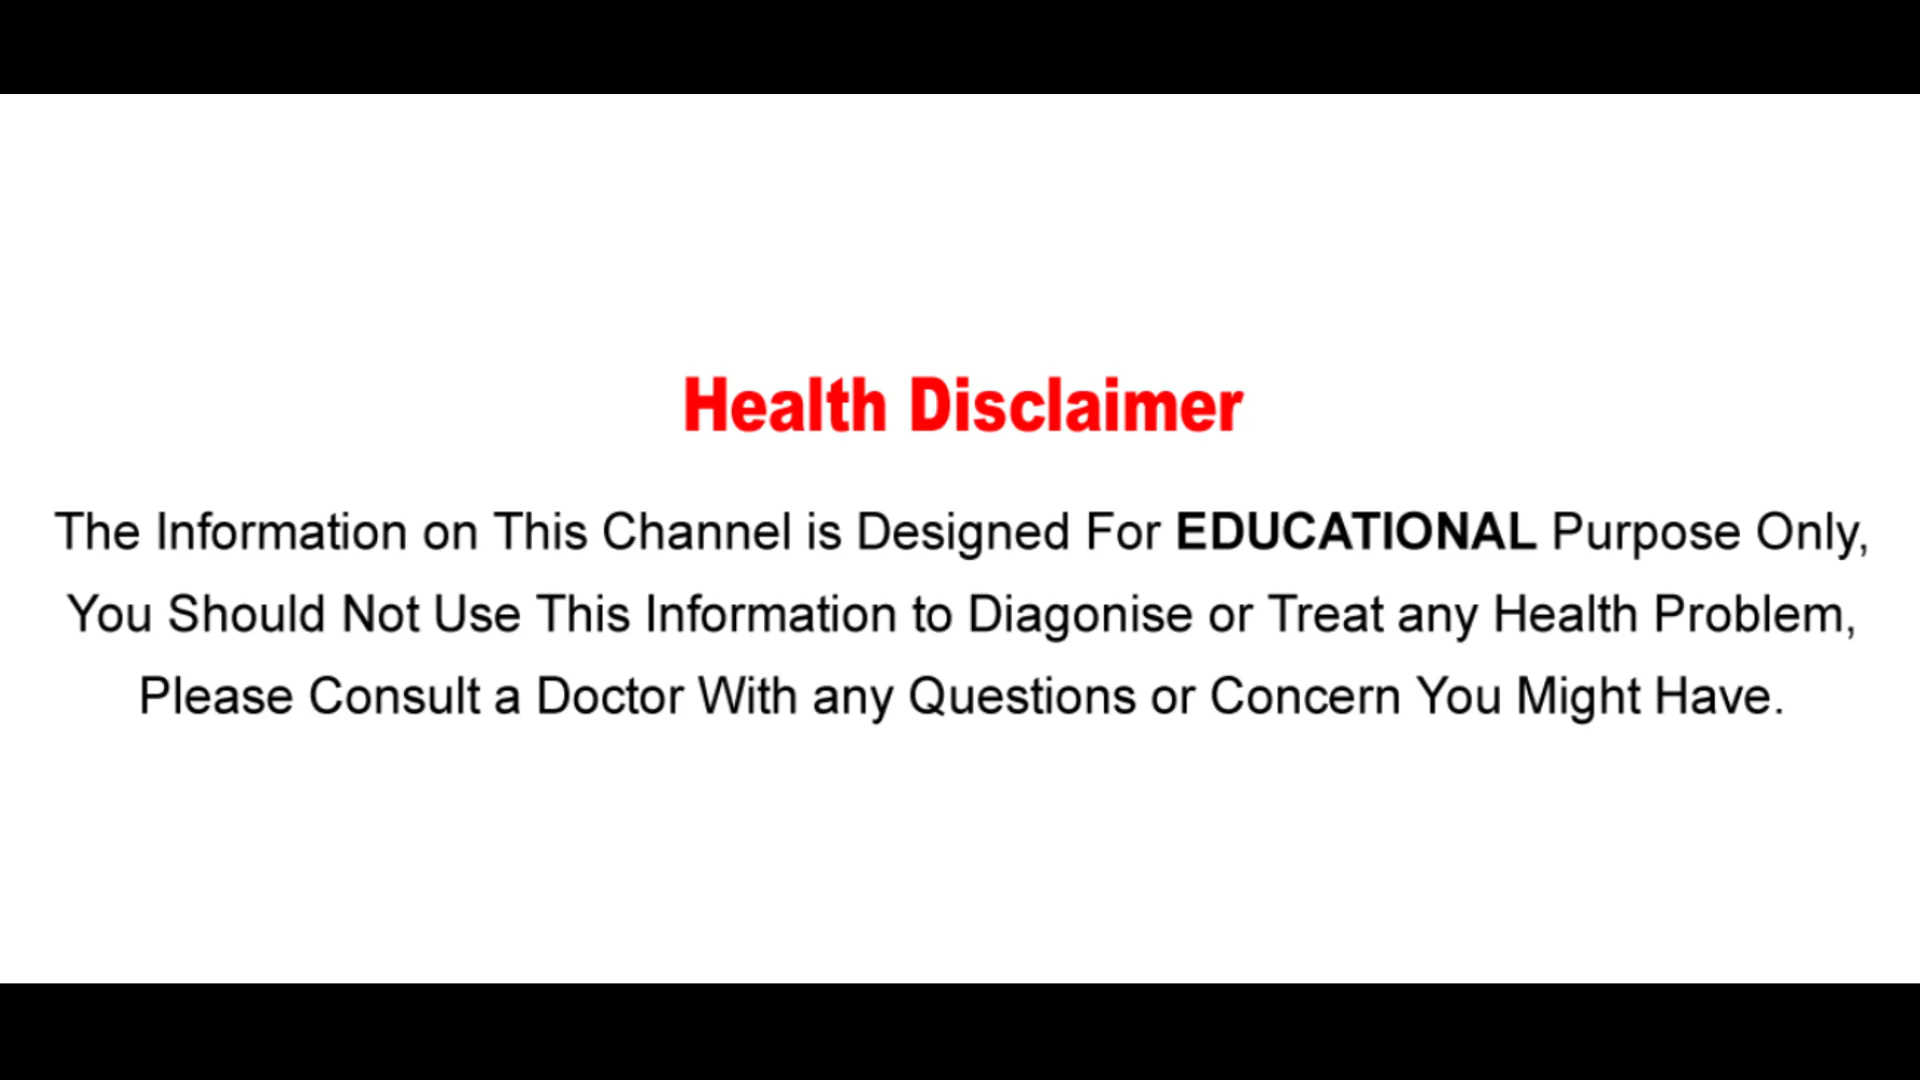 Health Disclaimer
The Information on This Channel is Designed For EDUCATIONAL Purpose Only,
You Should Not Use This Information to Diagonise or Treat any Health Problem,
Please Consult a Doctor With any Questions or Concern You Might Have.